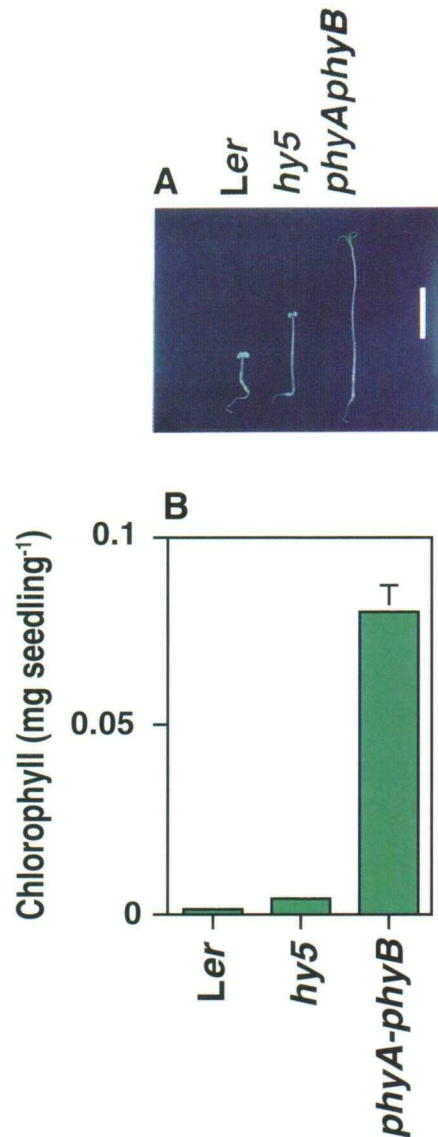 A
Ler
hy5
phyAphyB
B
Chlorophyll (mg seedling-1)
0.1
0.05
0
Ler
hy5
phyA-phyB